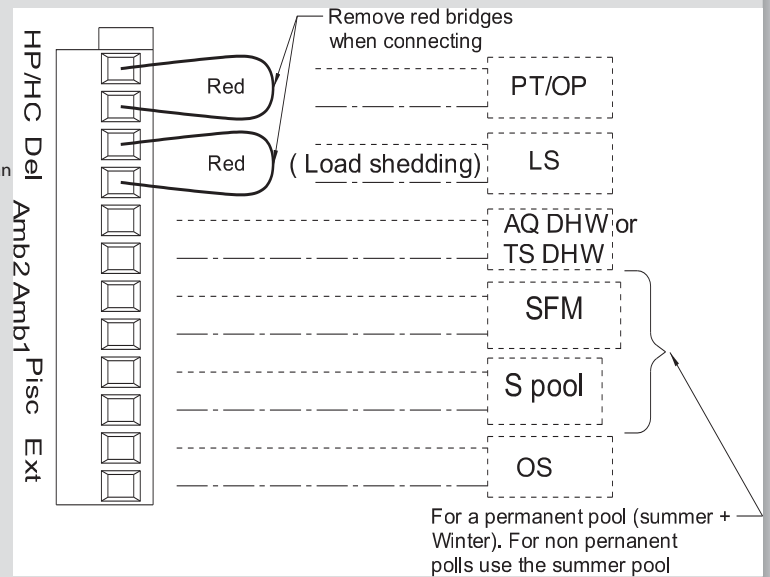 Remove red bridges
when connecting
HP/HC
Red
PT/OP
Del
Red
( Load shedding)
LS
n
Amb2
AQ DHW or
TS DHW
Amb1
SFM
Pisc
S pool
Ext
OS
For a permanent pool (summer +
Winter). For non pernanent
polls use the summer pool